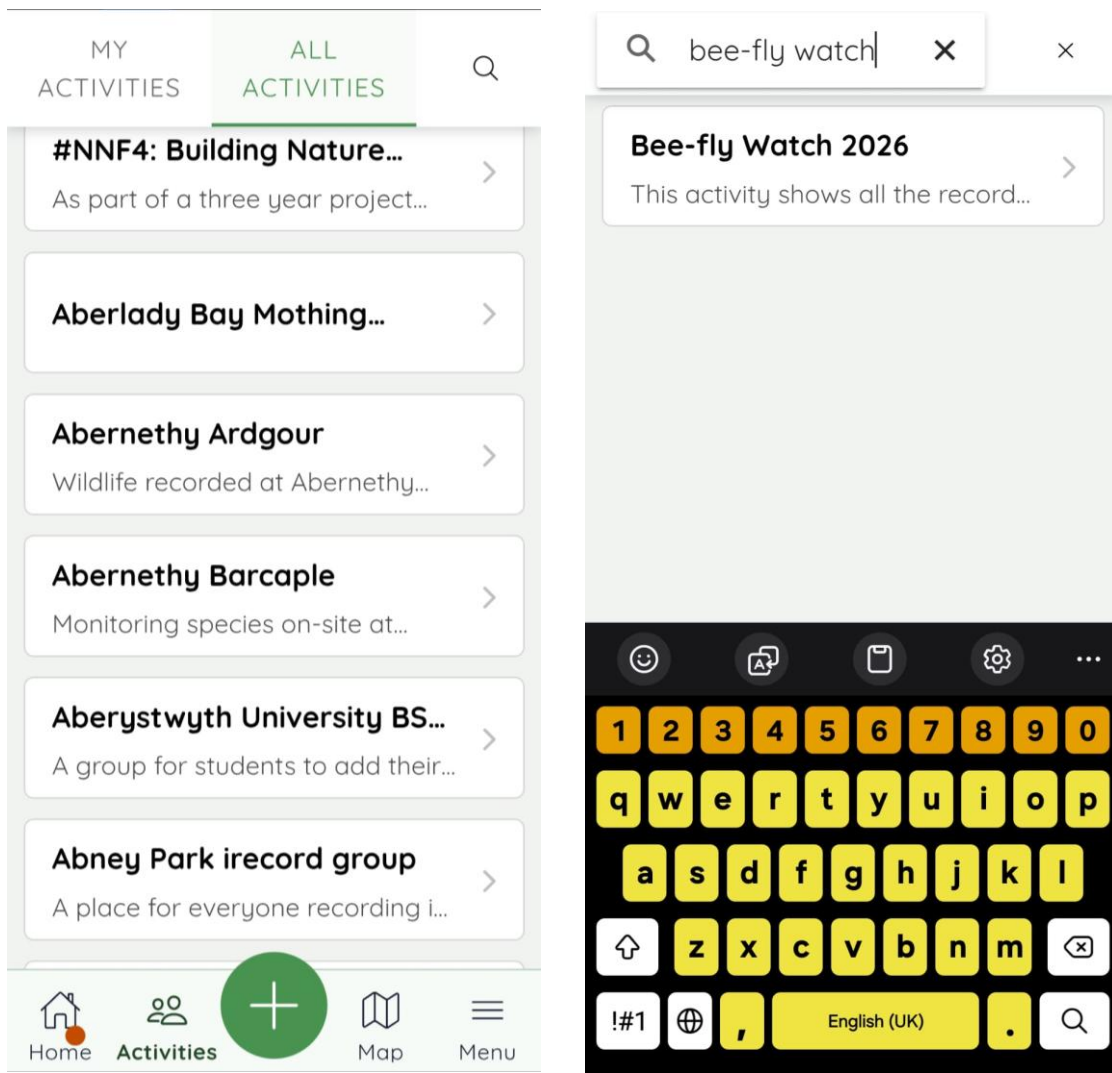 MY
ACTIVITIES
ALL
ACTIVITIES
#NNF4: Building Nature...
As part of a three year project...
Aberlady Bay Mothing...
Abernethy Ardgour
Wildlife recorded at Abernethy...
Abernethy Barcaple
Monitoring species on-site at...
Aberystwyth University BS...
A group for students to add their...
Abney Park irecord group
A place for everyone recording i...
Home
Activities
Map
Menu
bee-fly watch
Bee-fly Watch 2026
This activity shows all the record...
1 2 3 4 5 6 7 8 9 0
q w e r t y u i o p
a s d f g h j k l
z x c v b n m
!#1 , English (UK) .